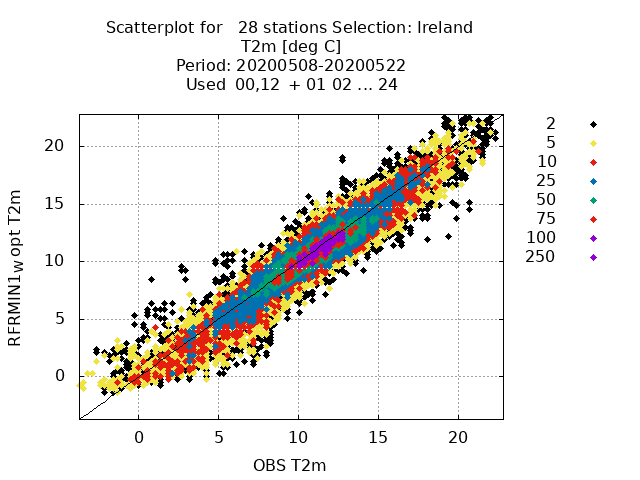 Scatterplot for 28 stations Selection: Ireland
T2m [deg C]
Period: 20200508-20200522
Used 00,12 + 01 02 ... 24
RFRMIN1wopt T2m
20
15
10
5
0
0 5 10 15 20
OBS T2m
2
5
10
25
50
75
100
250